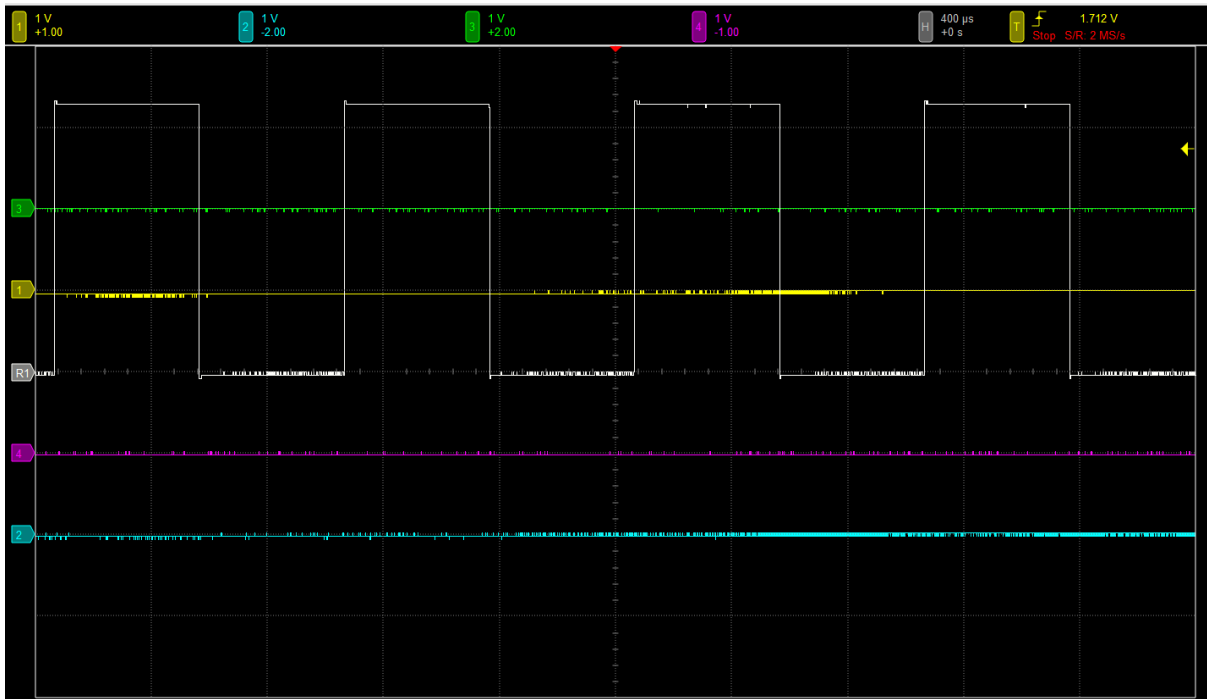 1 1 V
+1.00
2 1 V
-2.00
3 1 V
+2.00
4 1 V
-1.00
H 400 µs
+0 s
T 1.712 V
Stop S/R: 2 MS/s
3
1
R1
4
2